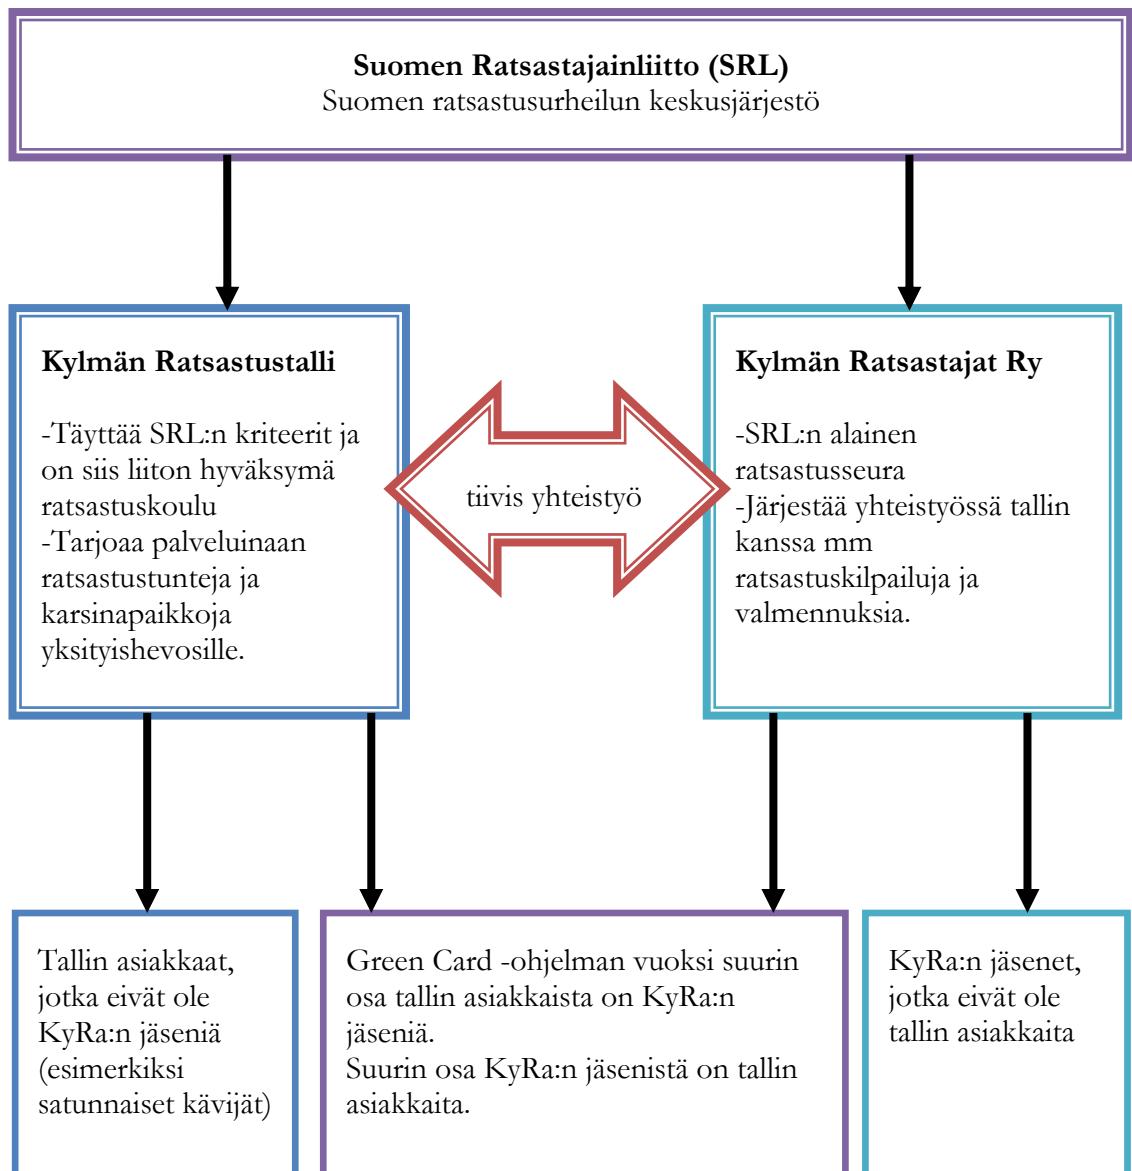 Suomen Ratsastajainliitto (SRL)
Suomen ratsastusurheilun keskusjärjestö
Kylmän Ratsastustalli
-Täyttää SRL:n kriteerit ja
on siis liiton hyväksymä
ratsastuskoulu
-Tarjoaa palveluinaan
ratsastustunteja ja
karsinapaikkoja
yksityishevosille.
tiivis yhteistyö
Kylmän Ratsastajat Ry
-SRL:n alainen
ratsastusseura
-Järjestää yhteistyössä tallin
kanssa mm
ratsastuskilpailuja ja
valmennuksia.
Tallin asiakkaat,
jotka eivät ole
KyRa:n jäseniä
(esimerkiksi
satunnaiset kävijät)
Green Card -ohjelman vuoksi suurin
osa tallin asiakkaista on KyRa:n
jäseniä.
Suurin osa KyRa:n jäsenistä on tallin
asiakkaita.
KyRa:n jäsenet,
jotka eivät ole
tallin asiakkaita